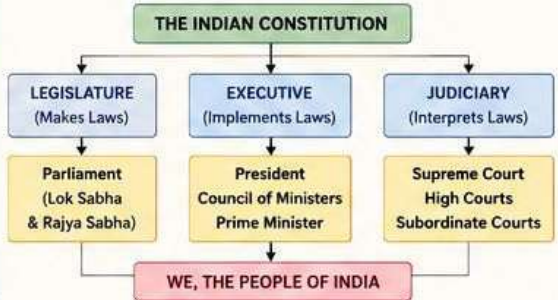 THE INDIAN CONSTITUTION
LEGISLATURE
(Makes Laws)
EXECUTIVE
(Implements Laws)
JUDICIARY
(Interprets Laws)
Parliament
(Lok Sabha
& Rajya Sabha)
President
Council of Ministers
Prime Minister
Supreme Court
High Courts
Subordinate Courts
WE, THE PEOPLE OF INDIA